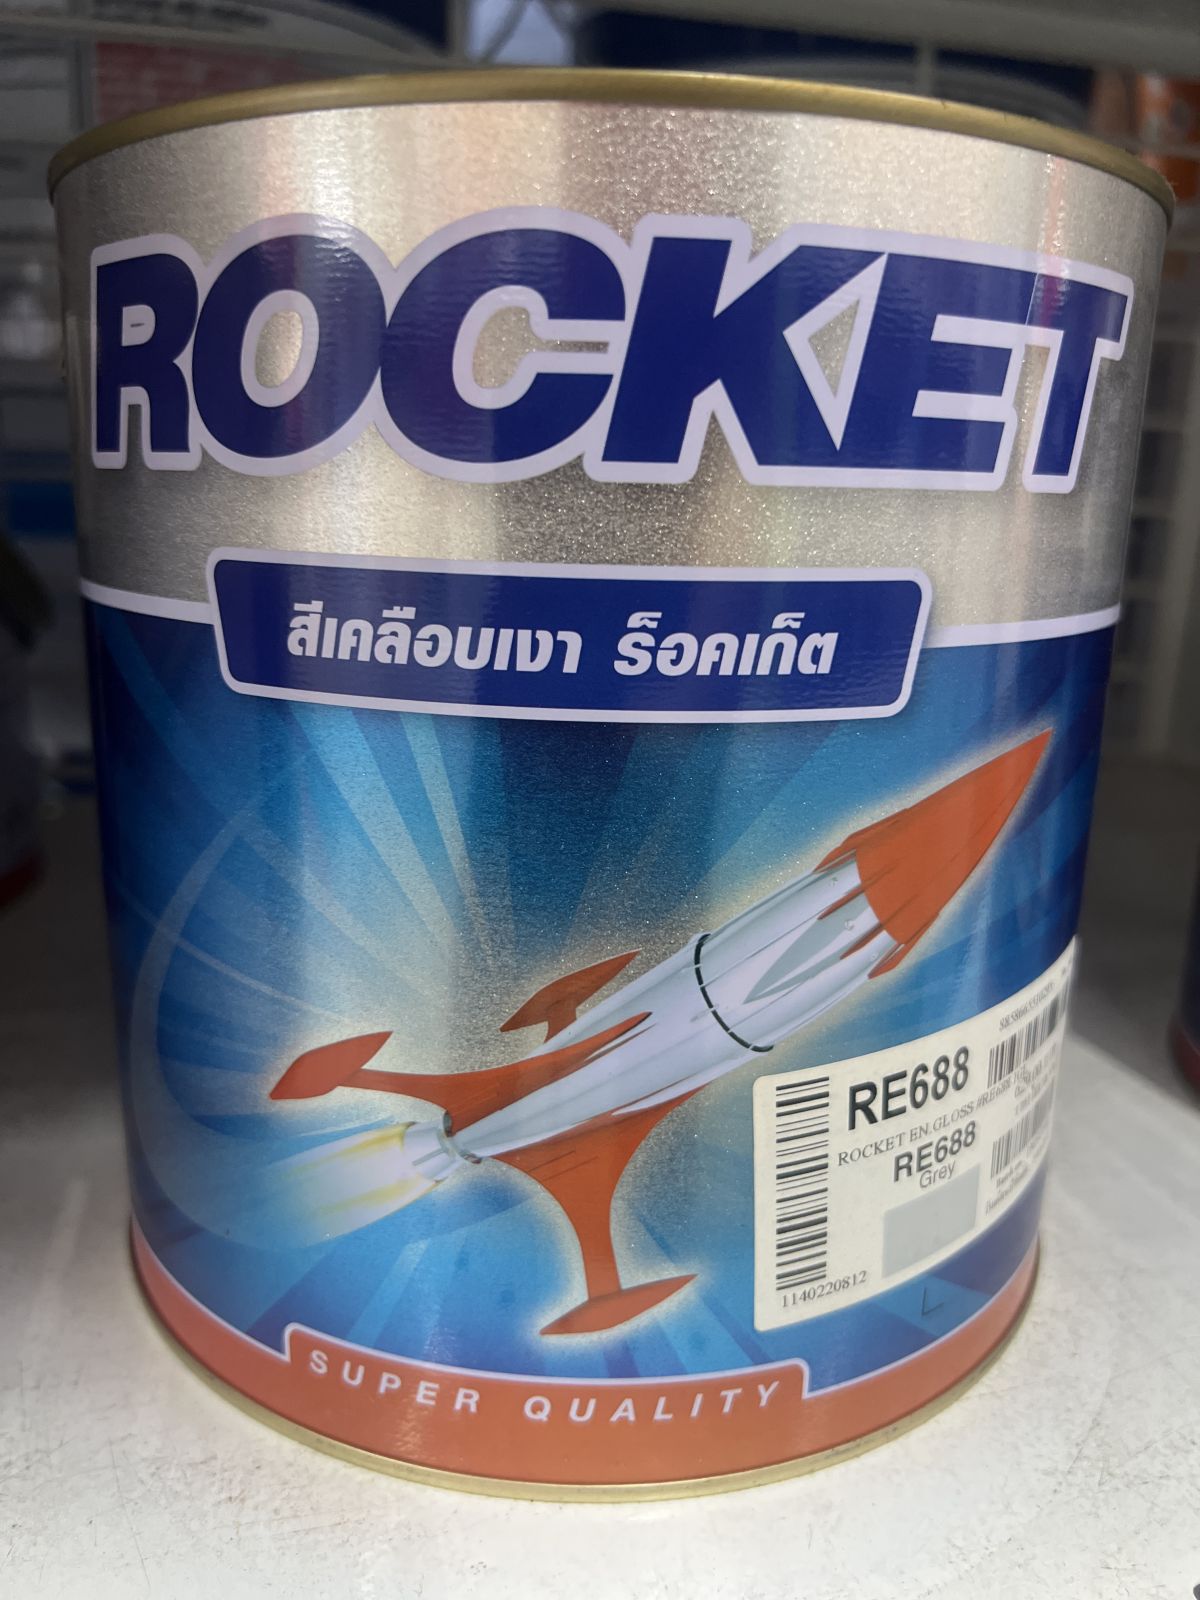 ROCKET
สีเคลือบเงา ร็อคเก็ต
RE688
ROCKET EN.GLOSS #RE688
RE688
Grey
1140220812
SUPER QUALITY